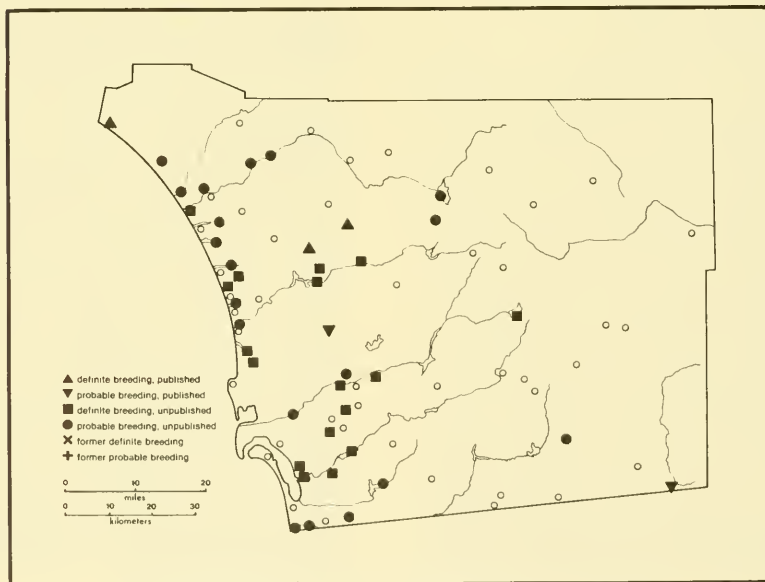 definite breeding, published
probable breeding, published
definite breeding, unpublished
probable breeding, unpublished
former definite breeding
former probable breeding
0 10 20
miles
0 10 20 30
kilometers